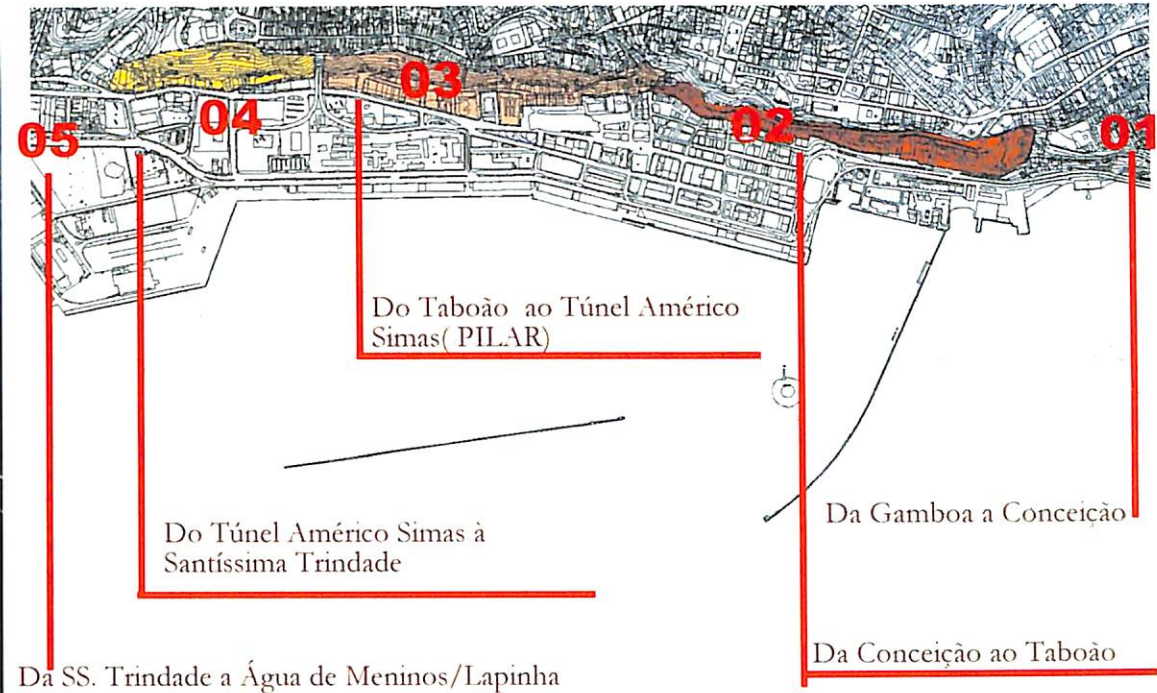 03
04
02
01
05
Do Taboão ao Túnel Américo
Simas( PILAR)
Da Gamboa a Conceição
Do Túnel Américo Simas à
Santíssima Trindade
Da Conceição ao Taboão
Da SS. Trindade a Água de Meninos/Lapinha